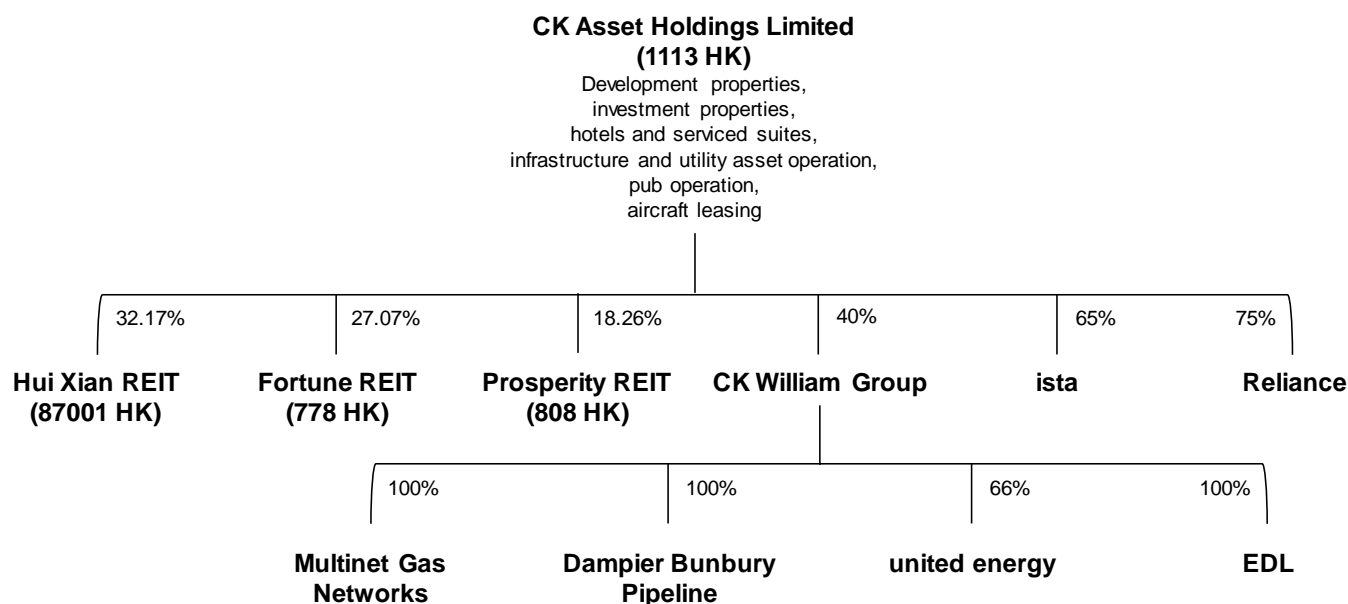 CK Asset Holdings Limited
(1113 HK)
Development properties,
investment properties,
hotels and serviced suites,
infrastructure and utility asset operation,
pub operation,
aircraft leasing
32.17%
27.07%
18.26%
40%
65%
75%
Hui Xian REIT
(87001 HK)
Fortune REIT
(778 HK)
Prosperity REIT
(808 HK)
CK William Group
ista
Reliance
100%
100%
66%
100%
Multinet Gas
Networks
Dampier Bunbury
Pipeline
united energy
EDL